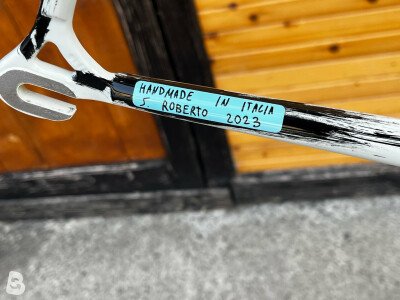 HANDMADE IN ITALIA
S ROBERTO 2023